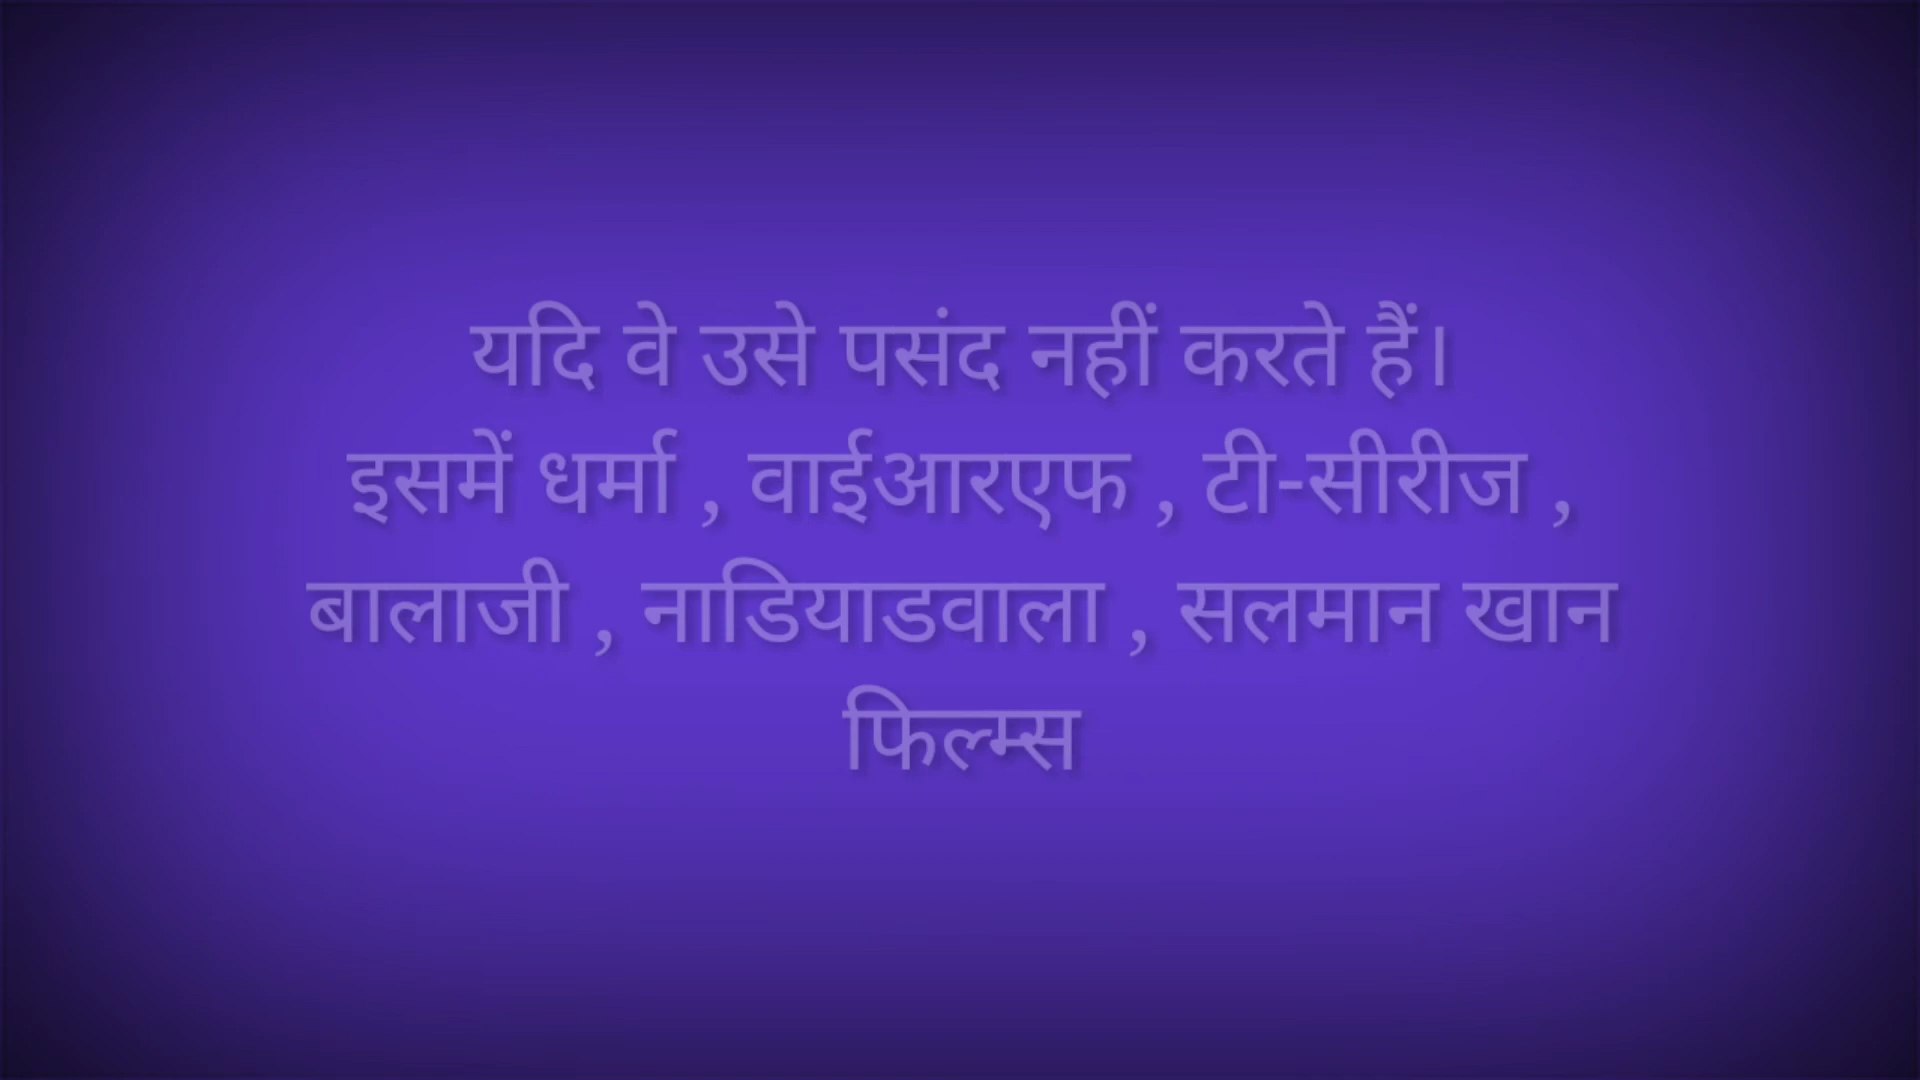 यदि वे उसे पसंद नहीं करते हैं।
इसमें धर्मा , वाईआरएफ , टी-सीरीज ,
बालाजी , नाडियाडवाला , सलमान खान
फिल्म्स